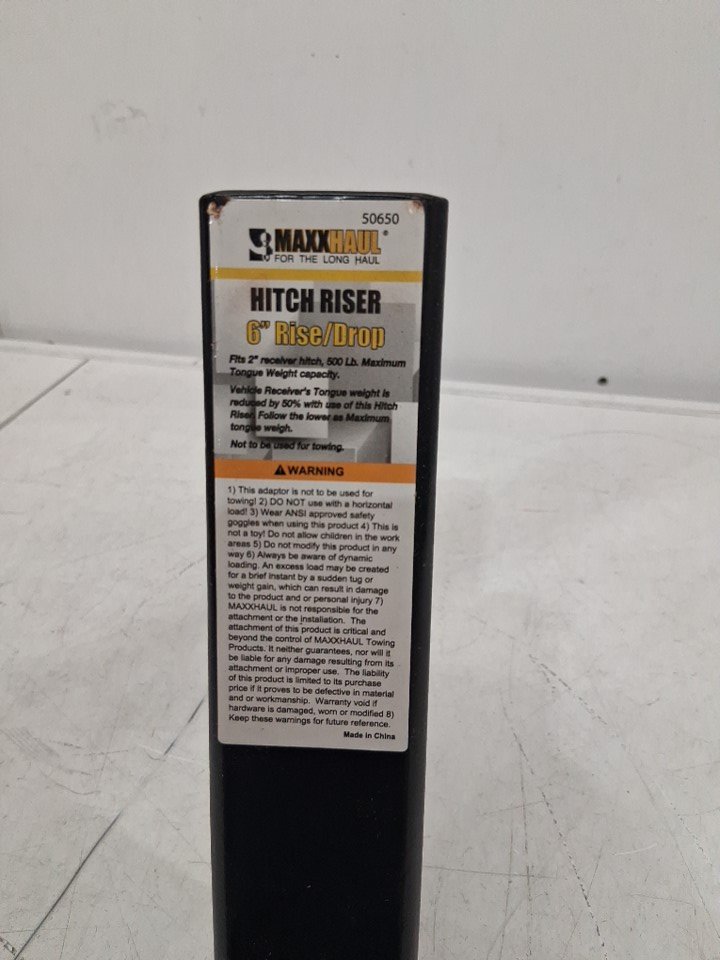 50650
MAXXHAUL®
FOR THE LONG HAUL
HITCH RISER
6" Rise/Drop
Fits 2" receiver hitch, 500 Lb. Maximum
Tongue Weight capacity.
Vehicle Receiver's Tongue weight is
reduced by 50% with use of this Hitch
Riser. Follow the lower as Maximum
tongue weigh.
Not to be used for towing.
WARNING
1) This adaptor is not to be used for
towing! 2) DO NOT use with a horizontal
load! 3) Wear ANSI approved safety
goggles when using this product 4) This is
not a toy! Do not allow children in the work
areas 5) Do not modify this product in any
way 6) Always be aware of dynamic
loading. An excess load may be created
for a brief instant by a sudden tug or
weight gain, which can result in damage
to the product and or personal injury 7)
MAXXHAUL is not responsible for the
attachment or the installation. The
attachment of this product is critical and
beyond the control of MAXXHAUL Towing
Products. It neither guarantees, nor will it
be liable for any damage resulting from its
attachment or improper use. The liability
of this product is limited to its purchase
price if it proves to be defective in material
and or workmanship. Warranty void if
hardware is damaged, worn or modified 8)
Keep these warnings for future reference.
Made in China